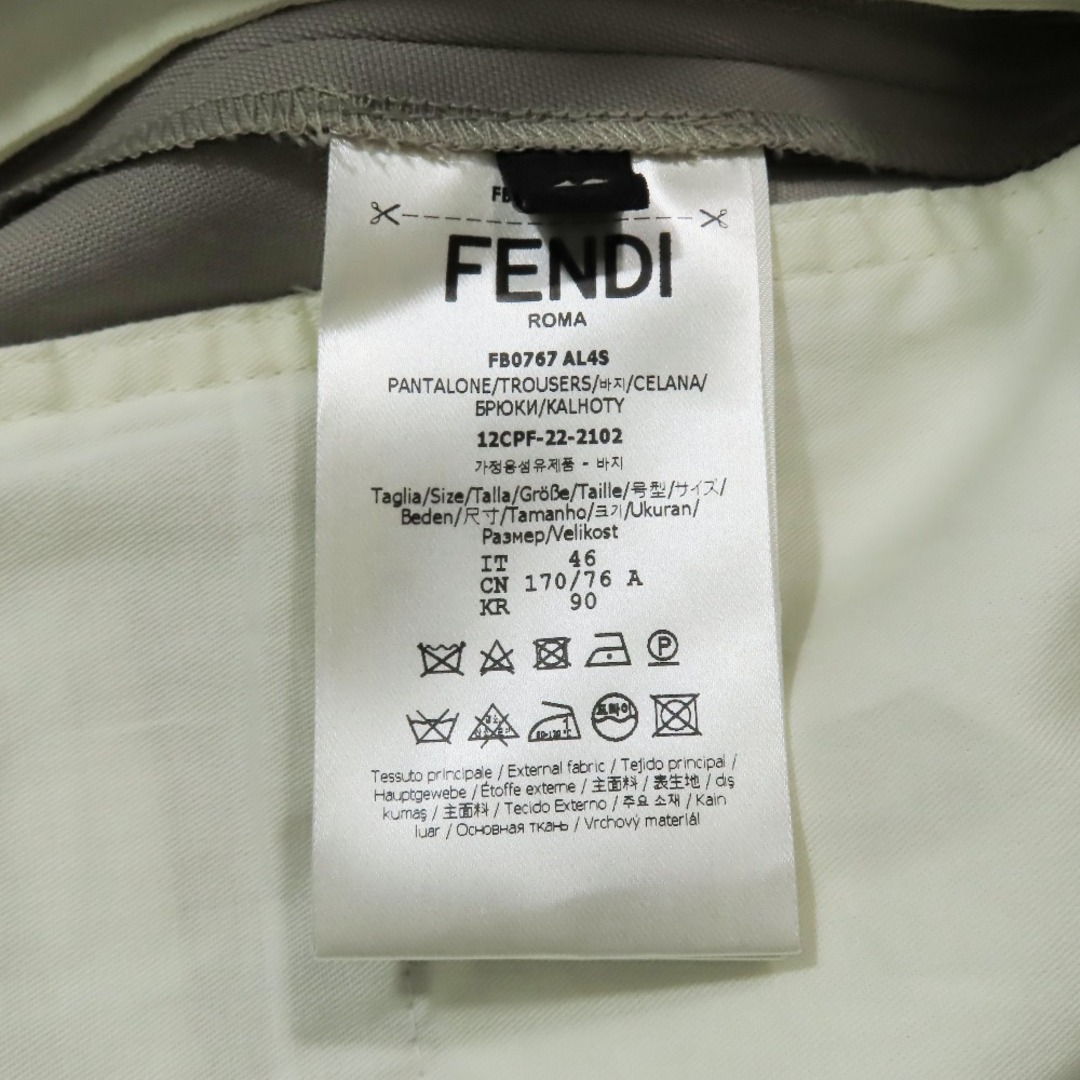 FENDI
ROMA
FB0767 AL4S
PANTALONE/TROUSERS/바지/CELANA/
БРЮКИ/KALHOTY
12CPF-22-2102
가정용섬유제품 - 바지
Taglia/Size/Talla/Größe/Taille/号型/サイズ/
Beden/尺寸/Tamanho/크기/Ukuran/
Размер/Velikost
IT 46
CN 170/76 A
KR 90
P
드라이
Tessuto principale / External fabric / Tejido principal /
Hauptgewebe / Étoffe externe / 主面料 / 表生地 / dış
kumaş / 主面料 / Tecido Externo / 주요 소재 / Kain
luar / Основная ткань / Vrchový materiál